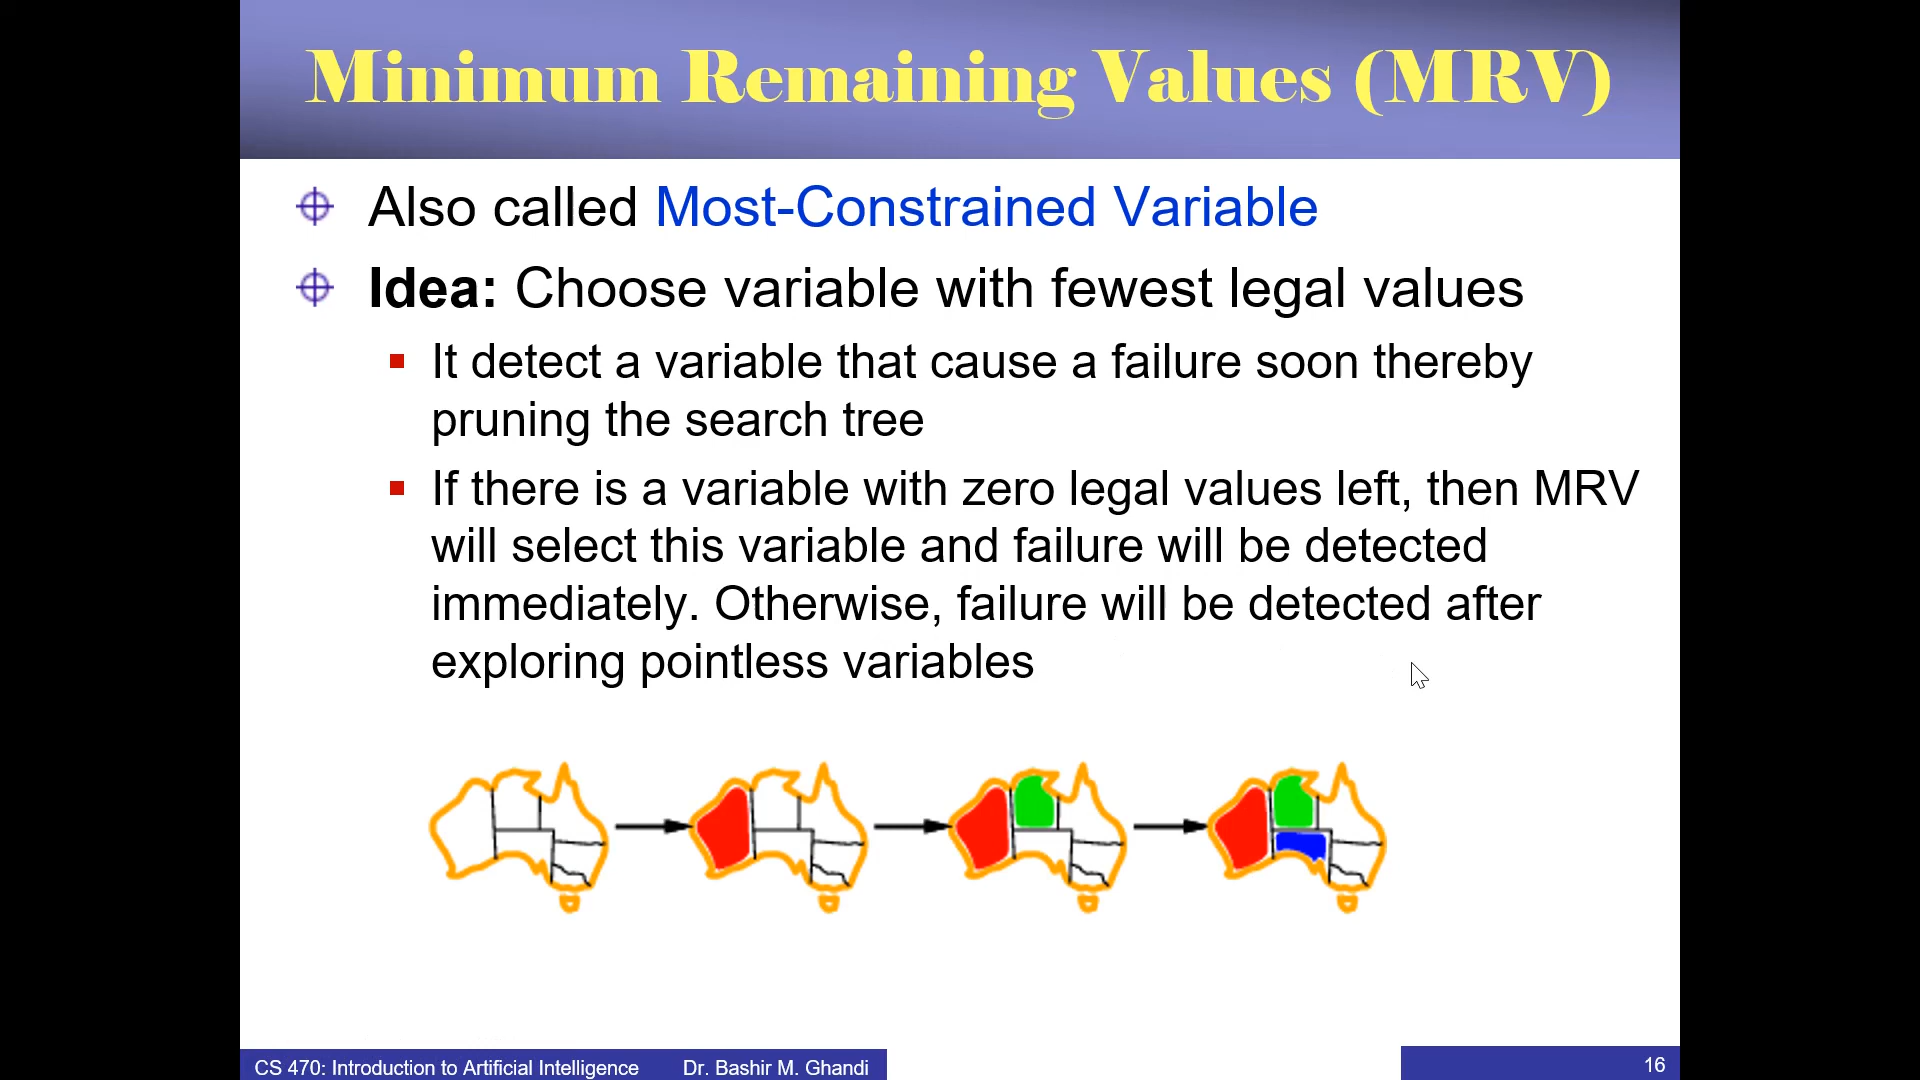 Minimum Remaining Values (MRV)
Also called Most-Constrained Variable
Idea: Choose variable with fewest legal values
It detect a variable that cause a failure soon thereby
pruning the search tree
If there is a variable with zero legal values left, then MRV
will select this variable and failure will be detected
immediately. Otherwise, failure will be detected after
exploring pointless variables
CS 470: Introduction to Artificial Intelligence Dr. Bashir M. Ghandi
16